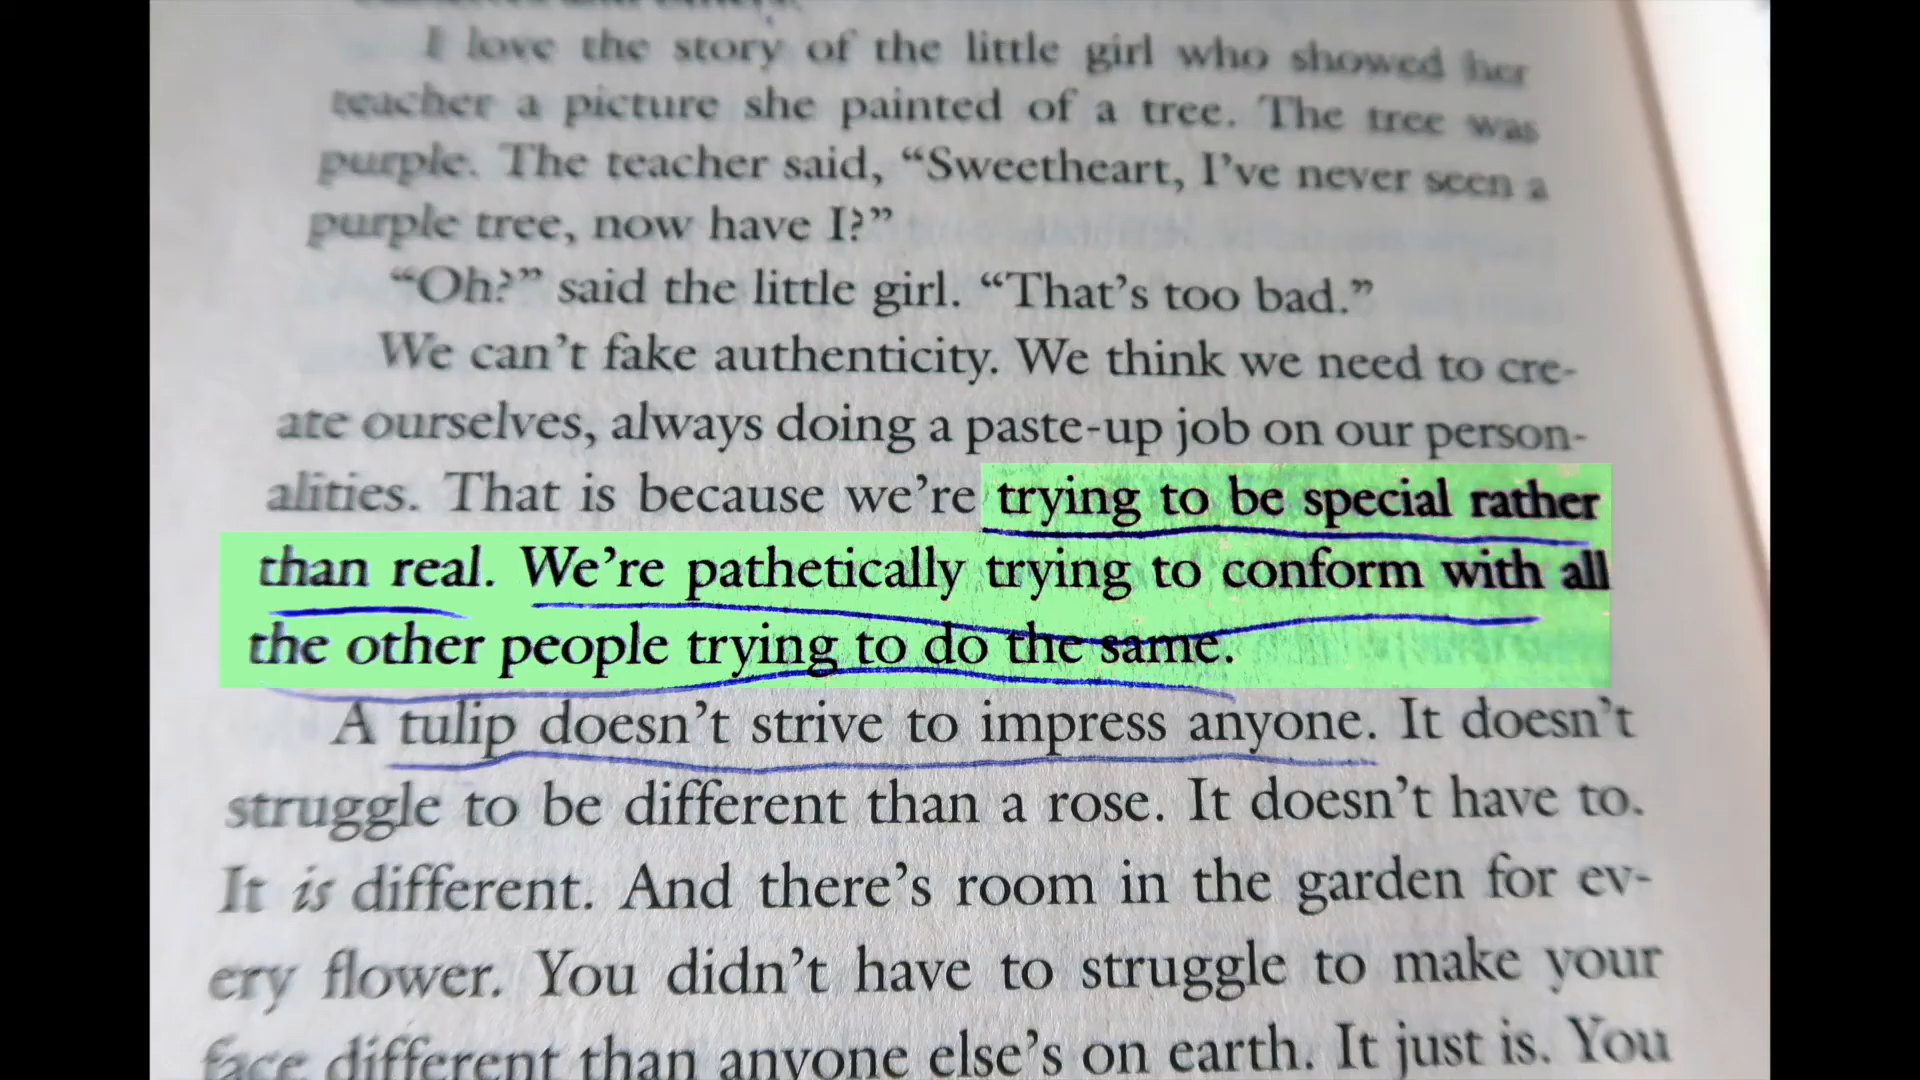 I love the story of the little girl who showed her
teacher a picture she painted of a tree. The tree was
purple. The teacher said, “Sweetheart, I’ve never seen a
purple tree, now have I?”
“Oh?” said the little girl. “That’s too bad.”
We can’t fake authenticity. We think we need to cre-
ate ourselves, always doing a paste-up job on our person-
alities. That is because we’re trying to be special rather
than real. We’re pathetically trying to conform with all
the other people trying to do the same.
A tulip doesn’t strive to impress anyone. It doesn’t
struggle to be different than a rose. It doesn’t have to.
It is different. And there’s room in the garden for ev-
ery flower. You didn’t have to struggle to make your
face different than anyone else’s on earth. It just is. You